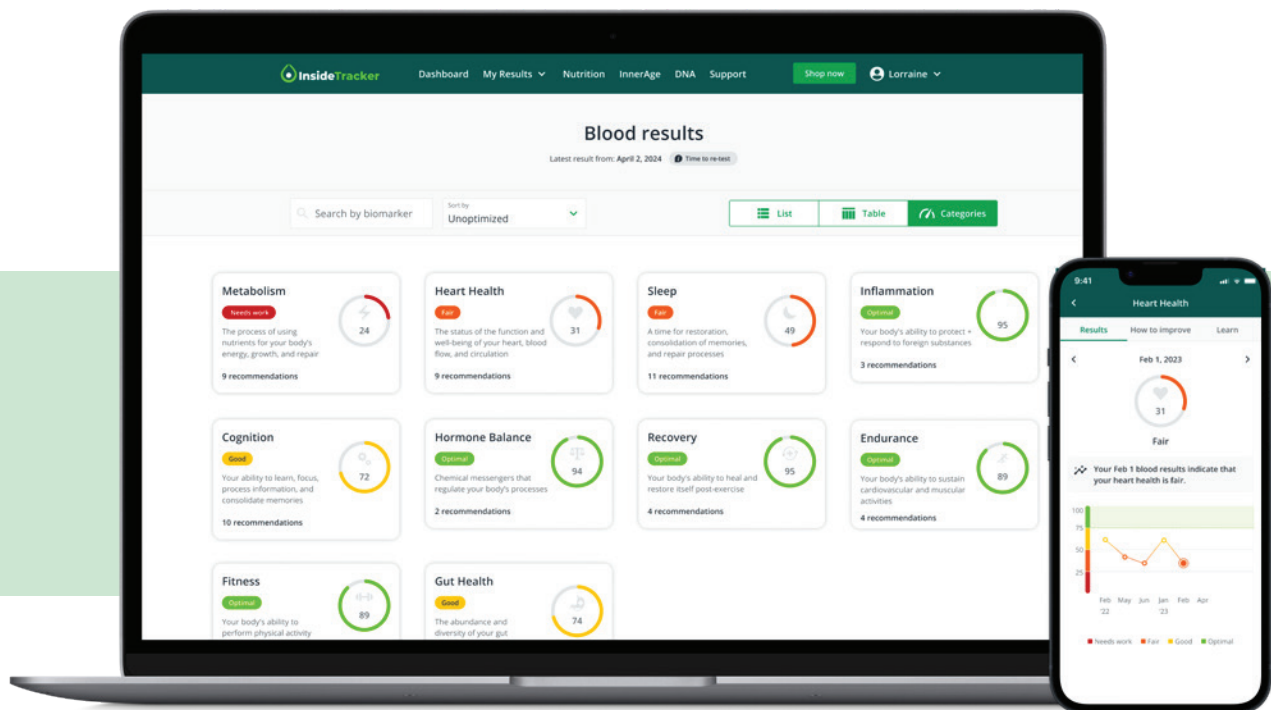 InsideTracker
Dashboard My Results Nutrition InnerAge DNA Support Shop now Lorraine
Blood results
Latest result from: April 2, 2024 Time to re-test
Search by biomarker
Sort by
Unoptimized
List Table Categories
Metabolism
Needs work
The process of using
nutrients for your body's
energy, growth, and repair
24
9 recommendations
Heart Health
Fair
The status of the function and
well-being of your heart, blood
flow, and circulation
31
9 recommendations
Sleep
Fair
A time for restoration,
consolidation of memories,
and repair processes
49
11 recommendations
Inflammation
Optimal
Your body's ability to protect +
respond to foreign substances
95
3 recommendations
Cognition
Good
Your ability to learn, focus,
process information, and
consolidate memories
72
10 recommendations
Hormone Balance
Optimal
Chemical messengers that
regulate your body's processes
94
2 recommendations
Recovery
Optimal
Your body's ability to heal and
restore itself post-exercise
95
4 recommendations
Endurance
Optimal
Your body's ability to sustain
cardiovascular and muscular
activities
89
4 recommendations
Fitness
Optimal
Your body's ability to
perform physical activity
89
Gut Health
Good
The abundance and
diversity of your gut
74
9:41
Heart Health
Results How to improve Learn
Feb 1, 2023
31
Fair
Your Feb 1 blood results indicate that
your heart health is fair.
100
75
50
25
Feb May Jun Jan Feb Apr
'22 '23
Needs work Fair Good Optimal